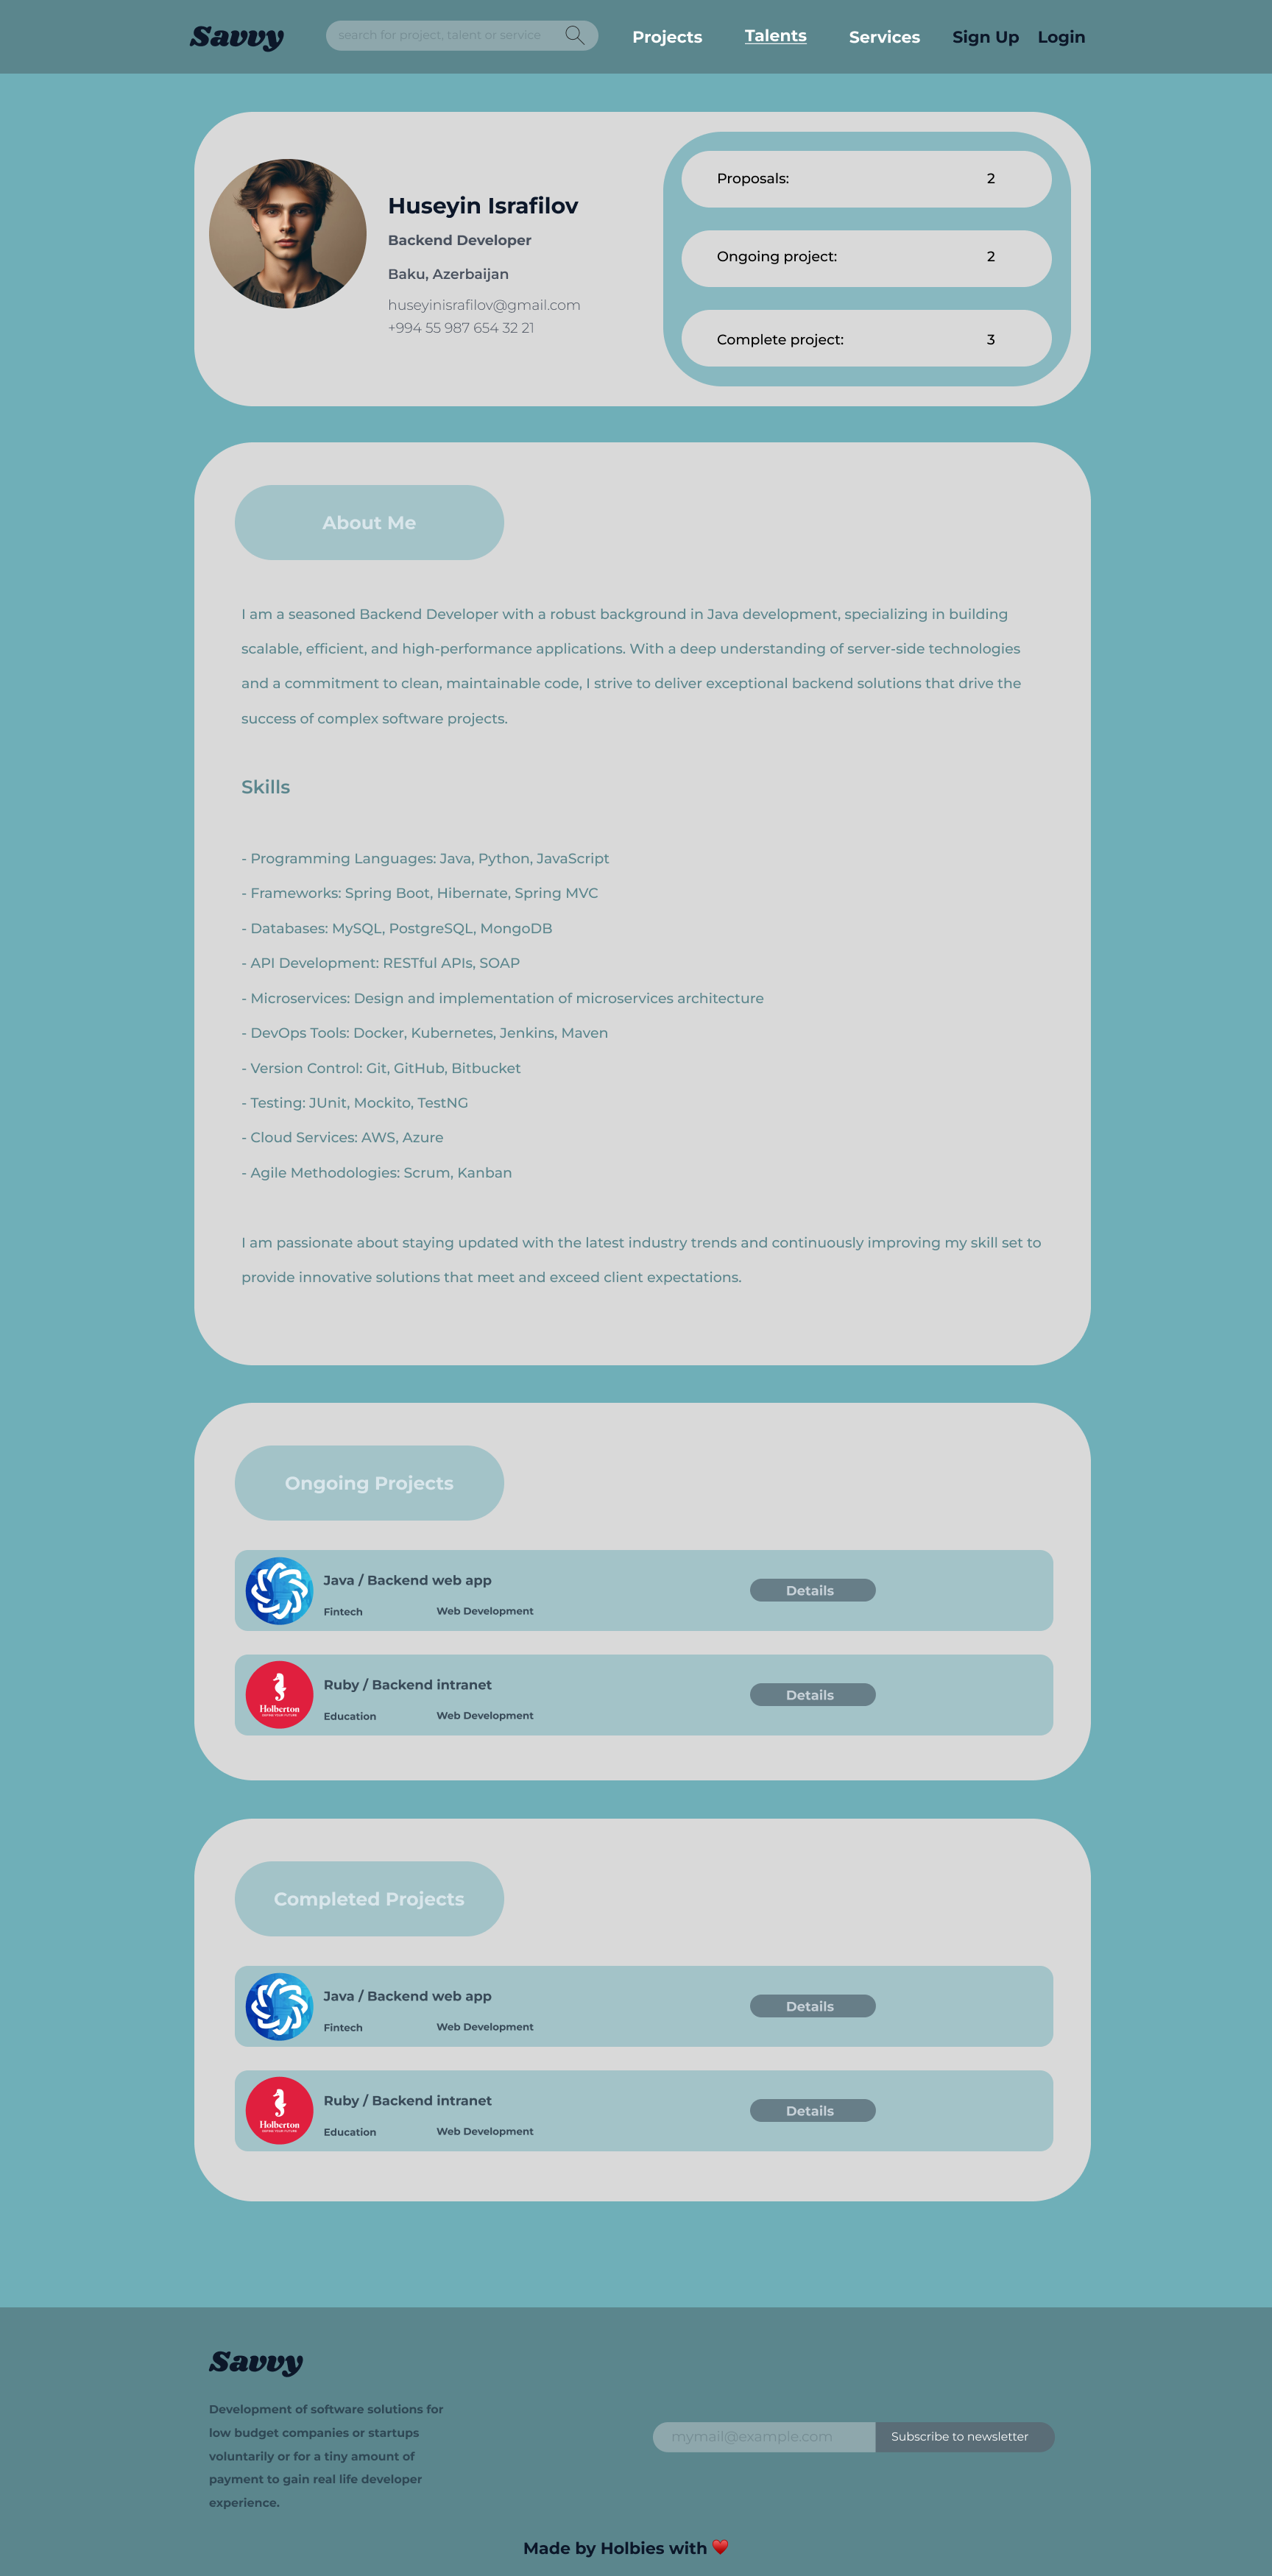 Savvy
search for project, talent or service
Projects
Talents
Services
Sign Up
Login
Huseyin Israfilov
Backend Developer
Baku, Azerbaijan
huseyinisrafilov@gmail.com
+994 55 987 654 32 21
Proposals: 2
Ongoing project: 2
Complete project: 3
About Me
I am a seasoned Backend Developer with a robust background in Java development, specializing in building
scalable, efficient, and high-performance applications. With a deep understanding of server-side technologies
and a commitment to clean, maintainable code, I strive to deliver exceptional backend solutions that drive the
success of complex software projects.
Skills
- Programming Languages: Java, Python, JavaScript
- Frameworks: Spring Boot, Hibernate, Spring MVC
- Databases: MySQL, PostgreSQL, MongoDB
- API Development: RESTful APIs, SOAP
- Microservices: Design and implementation of microservices architecture
- DevOps Tools: Docker, Kubernetes, Jenkins, Maven
- Version Control: Git, GitHub, Bitbucket
- Testing: JUnit, Mockito, TestNG
- Cloud Services: AWS, Azure
- Agile Methodologies: Scrum, Kanban
I am passionate about staying updated with the latest industry trends and continuously improving my skill set to
provide innovative solutions that meet and exceed client expectations.
Ongoing Projects
Java / Backend web app
Fintech
Web Development
Details
Holberton
Ruby / Backend intranet
Education
Web Development
Details
Completed Projects
Java / Backend web app
Fintech
Web Development
Details
Holberton
Ruby / Backend intranet
Education
Web Development
Details
Savvy
Development of software solutions for
low budget companies or startups
voluntarily or for a tiny amount of
payment to gain real life developer
experience.
mymail@example.com
Subscribe to newsletter
Made by Holbies with ♥️